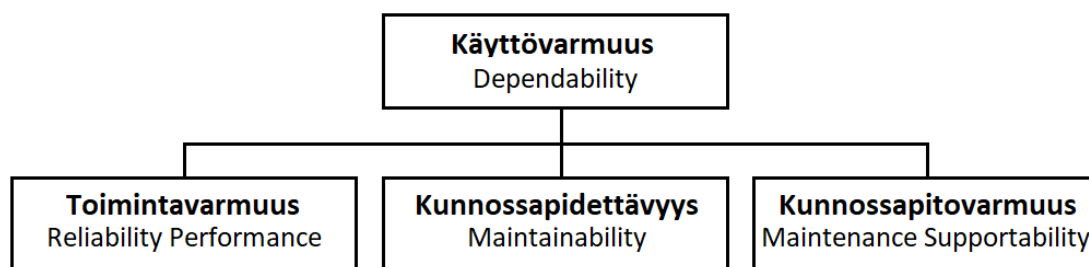 Käyttövarmuus
Dependability
Toimintavarmuus
Reliability Performance
Kunnossapidettävyys
Maintainability
Kunnossapitovarmuus
Maintenance Supportability